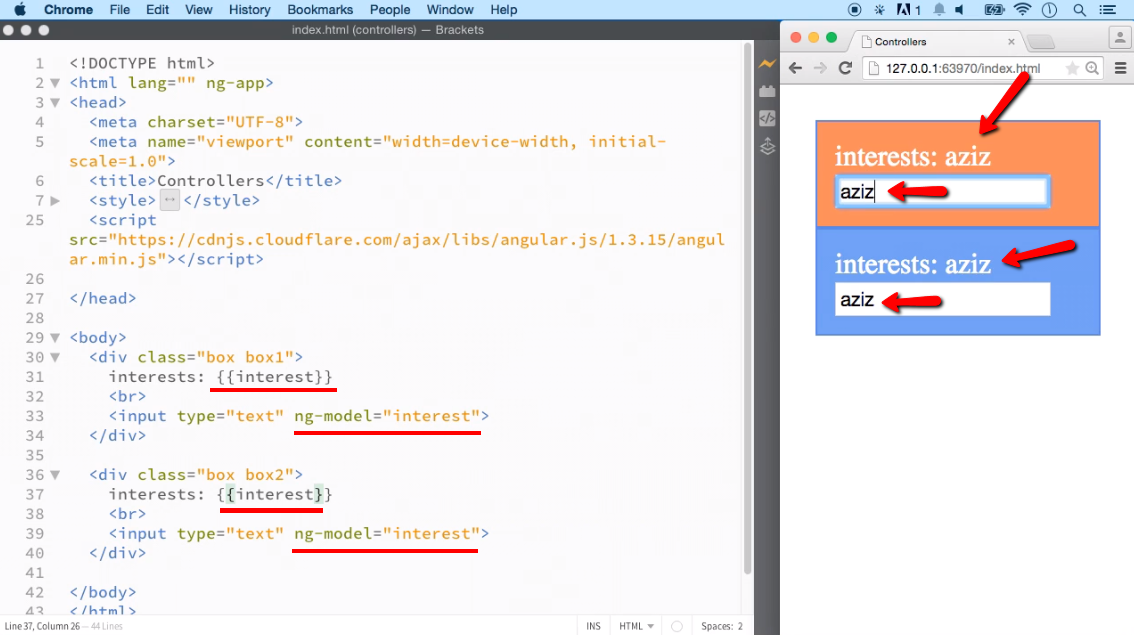 Chrome File Edit View History Bookmarks People Window Help 1
index.html (controllers) — Brackets
1 <!DOCTYPE html>
2 <html lang="" ng-app>
3 <head>
4 <meta charset="UTF-8">
5 <meta name="viewport" content="width=device-width, initial-
scale=1.0">
6 <title>Controllers</title>
7 <style> </style>
25 <script
src="https://cdnjs.cloudflare.com/ajax/libs/angular.js/1.3.15/angul
ar.min.js"></script>
26
27 </head>
28
29 <body>
30 <div class="box box1">
31 interests: {{interest}}
32 <br>
33 <input type="text" ng-model="interest">
34 </div>
35
36 <div class="box box2">
37 interests: {{interest}}
38 <br>
39 <input type="text" ng-model="interest">
40 </div>
41
42 </body>
43 </html>
Line 37, Column 26 — 44 Lines INS HTML Spaces: 2
Controllers
127.0.0.1:63970/index.html
interests: aziz
aziz
interests: aziz
aziz